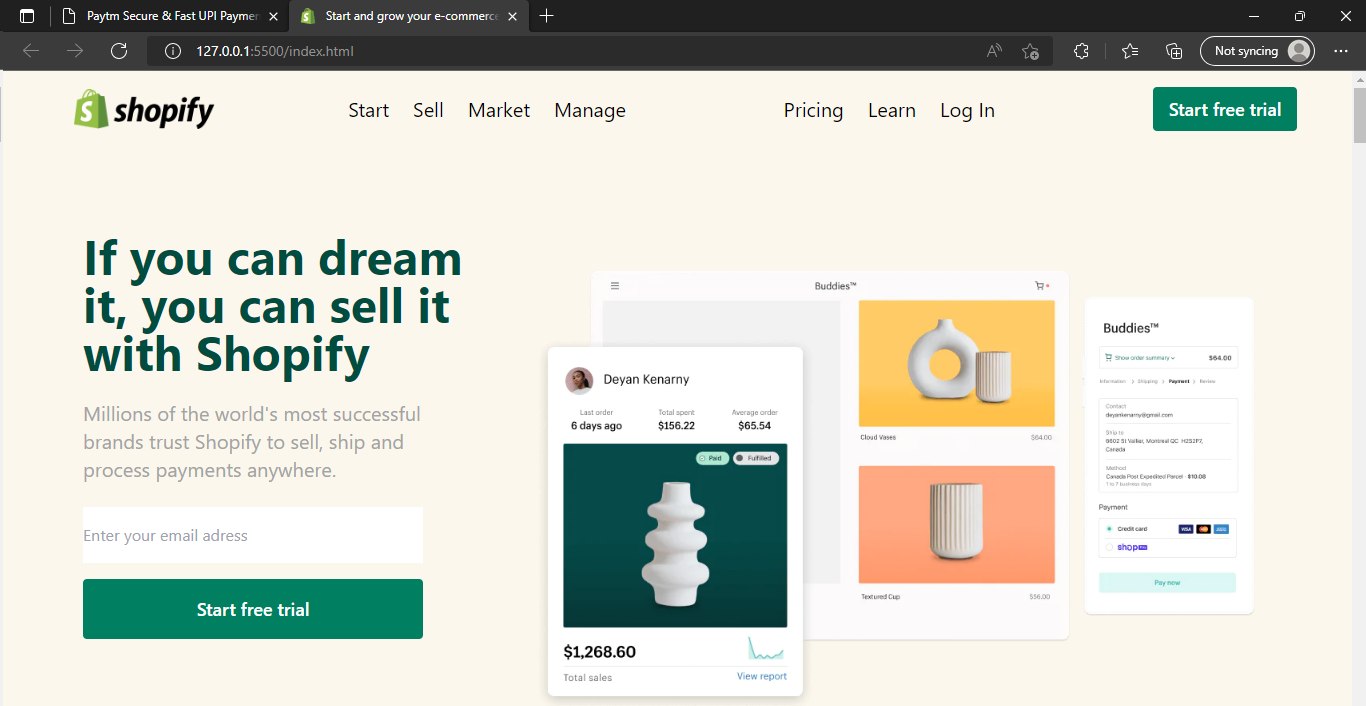 Paytm Secure & Fast UPI Paymer
Start and grow your e-commerce
127.0.0.1:5500/index.html
Not syncing
shopify
Start Sell Market Manage
Pricing Learn Log In
Start free trial
If you can dream
it, you can sell it
with Shopify
Millions of the world's most successful
brands trust Shopify to sell, ship and
process payments anywhere.
Enter your email adress
Start free trial
Buddies™
Cloud Vases $64.00
Textured Cup $56.00
Deyan Kenarny
Last order Total spent Average order
6 days ago $156.22 $65.54
Paid Fulfilled
$1,268.60
Total sales View report
Buddies™
Show order summary $64.00
Information Shipping Payment Review
Contact
deyankenarny@gmail.com
Ship to
6602 St Vallier, Montreal QC H2S2P7,
Canada
Method
Canada Post Expedited Parcel · $10.08
1 to 7 business days
Payment
Credit card VISA
shop Pay
Pay now